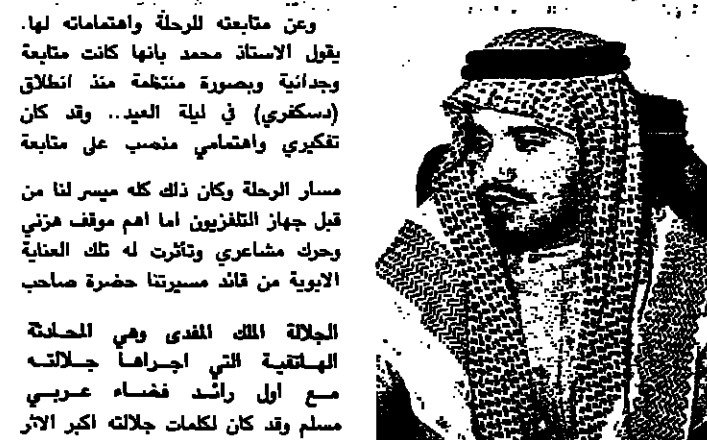 وعن متابعته للرحلة واهتماماته لها.
يقول الاستاذ محمد بانها كانت متابعة
وجدانية وبصورة منتظمة منذ انطلاق
(دسكفري) في ليلة العيد.. وقد كان
تفكيري واهتمامي منصب على متابعة
مسار الرحلة وكان ذلك كله ميسر لنا من
قبل جهاز التلفزيون اما اهم موقف هزني
وحرك مشاعري وتأثرت له تلك العناية
الابوية من قائد مسيرتنا حضرة صاحب
الجلالة الملك المفدى وهي المحادثة
الهاتفية التي اجراها جلالته
مع اول رائد فضاء عربي
مسلم وقد كان لكلمات جلالته اكبر الاثر